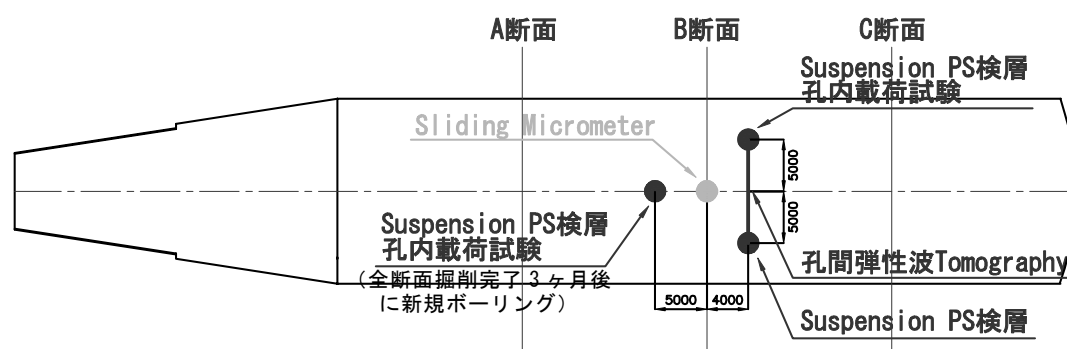 A断面
B断面
C断面
Suspension PS検層
孔内載荷試験
Sliding Micrometer
5000
5000
Suspension PS検層
孔内載荷試験
(全断面掘削完了3ヶ月後
に新規ボーリング)
孔間弾性波Tomography
5000
4000
Suspension PS検層